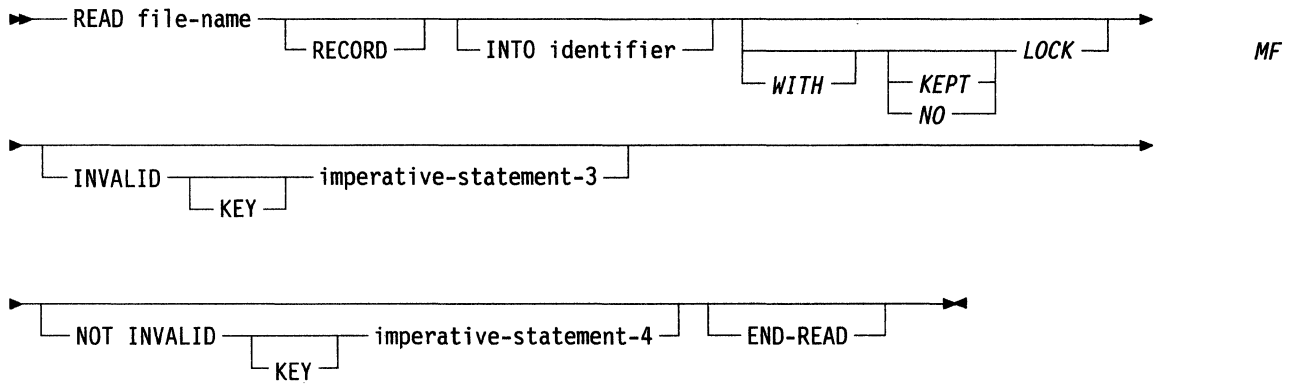 READ file-name
RECORD
INTO identifier
LOCK
MF
WITH
KEPT
NO
INVALID
imperative-statement-3
KEY
NOT INVALID
imperative-statement-4
END-READ
KEY